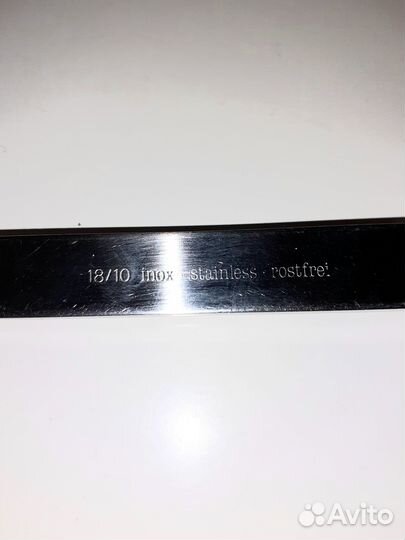 18/10 inox · stainless · rostfrei
Avito